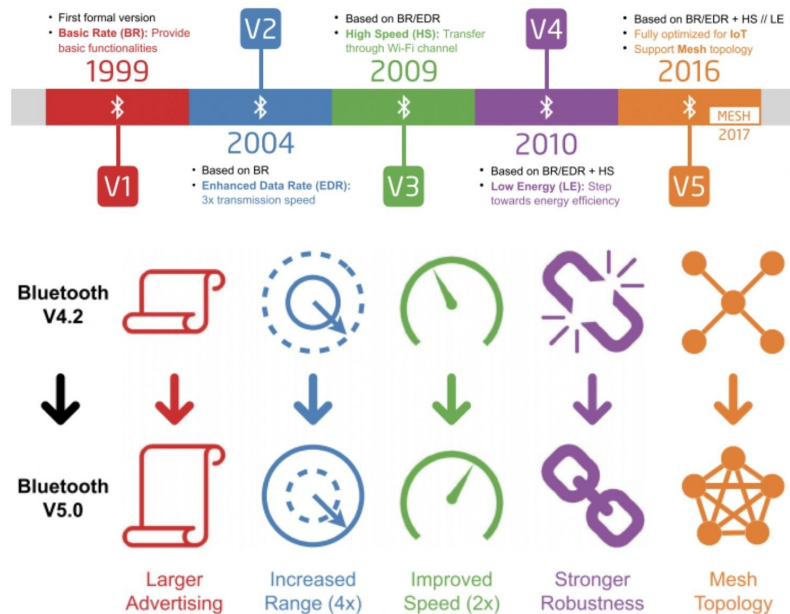 • First formal version
• Basic Rate (BR): Provide
basic functionalities
1999
V1
V2
2004
• Based on BR
• Enhanced Data Rate (EDR):
3x transmission speed
• Based on BR/EDR
• High Speed (HS): Transfer
through Wi-Fi channel
2009
V3
V4
2010
• Based on BR/EDR + HS
• Low Energy (LE): Step
towards energy efficiency
• Based on BR/EDR + HS // LE
• Fully optimized for IoT
• Support Mesh topology
2016
MESH
2017
V5
Bluetooth
V4.2
Bluetooth
V5.0
Larger
Advertising
Increased
Range (4x)
Improved
Speed (2x)
Stronger
Robustness
Mesh
Topology